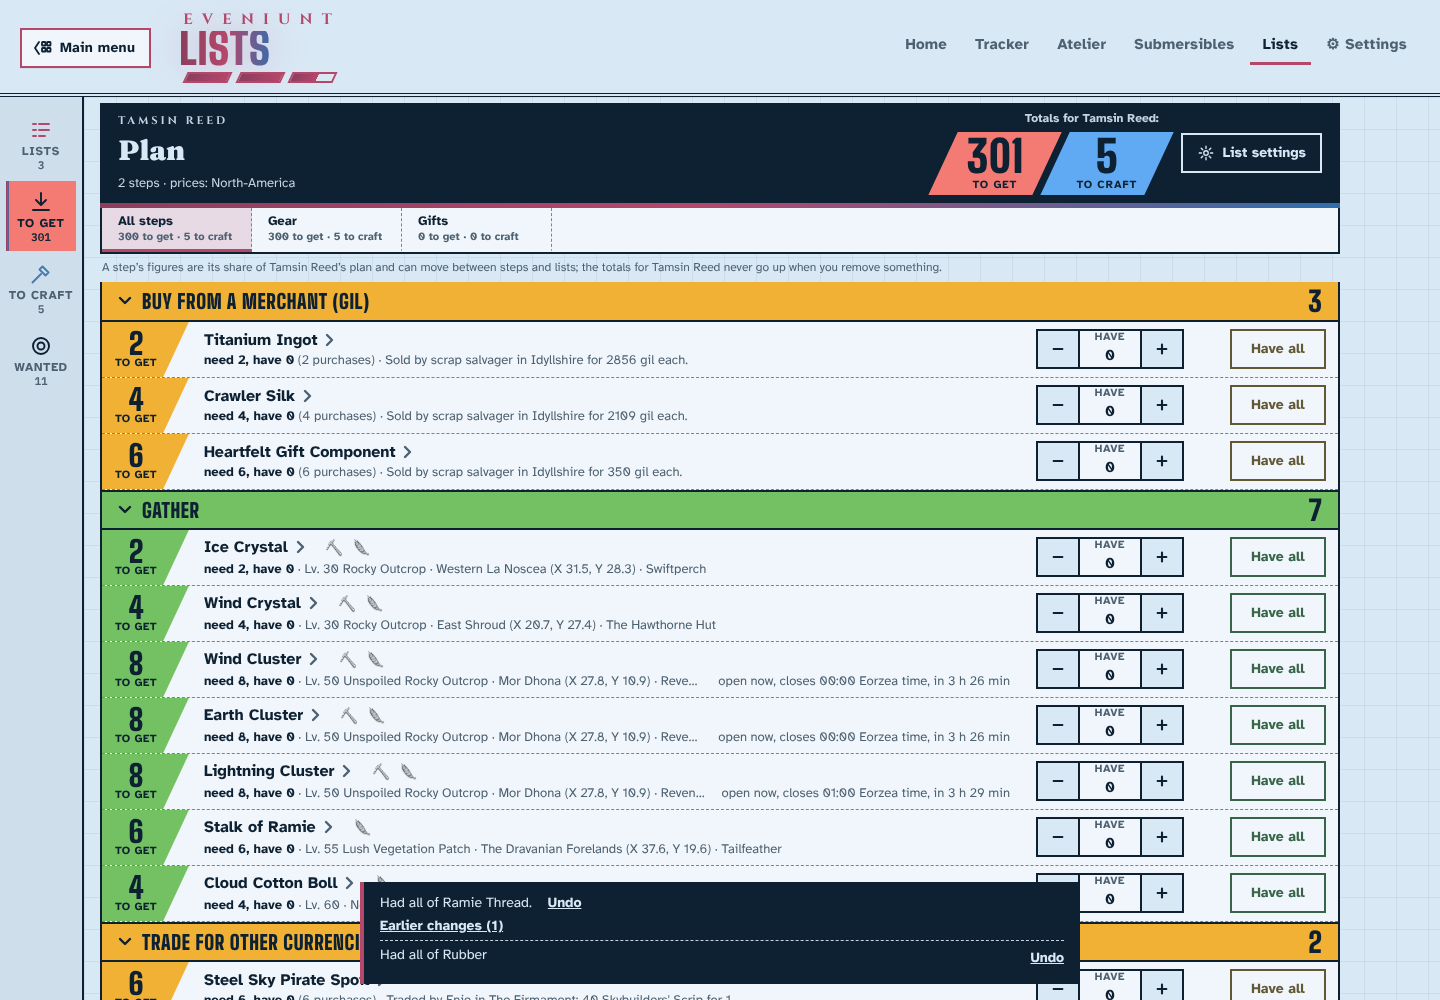 Main menu
EVENIUNT
LISTS
Home
Tracker
Atelier
Submersibles
Lists
Settings
LISTS
3
TO GET
301
TO CRAFT
5
WANTED
11
TAMSIN REED
Plan
2 steps · prices: North-America
Totals for Tamsin Reed:
301
TO GET
5
TO CRAFT
List settings
All steps
300 to get · 5 to craft
Gear
300 to get · 5 to craft
Gifts
0 to get · 0 to craft
A step's figures are its share of Tamsin Reed's plan and can move between steps and lists; the totals for Tamsin Reed never go up when you remove something.
BUY FROM A MERCHANT (GIL)
3
2
TO GET
Titanium Ingot
need 2, have 0 (2 purchases) · Sold by scrap salvager in Idyllshire for 2856 gil each.
− HAVE 0 +
Have all
4
TO GET
Crawler Silk
need 4, have 0 (4 purchases) · Sold by scrap salvager in Idyllshire for 2109 gil each.
− HAVE 0 +
Have all
6
TO GET
Heartfelt Gift Component
need 6, have 0 (6 purchases) · Sold by scrap salvager in Idyllshire for 350 gil each.
− HAVE 0 +
Have all
GATHER
7
2
TO GET
Ice Crystal
need 2, have 0 · Lv. 30 Rocky Outcrop · Western La Noscea (X 31.5, Y 28.3) · Swiftperch
− HAVE 0 +
Have all
4
TO GET
Wind Crystal
need 4, have 0 · Lv. 30 Rocky Outcrop · East Shroud (X 20.7, Y 27.4) · The Hawthorne Hut
− HAVE 0 +
Have all
8
TO GET
Wind Cluster
need 8, have 0 · Lv. 50 Unspoiled Rocky Outcrop · Mor Dhona (X 27.8, Y 10.9) · Reve... open now, closes 00:00 Eorzea time, in 3 h 26 min
− HAVE 0 +
Have all
8
TO GET
Earth Cluster
need 8, have 0 · Lv. 50 Unspoiled Rocky Outcrop · Mor Dhona (X 27.8, Y 10.9) · Reve... open now, closes 00:00 Eorzea time, in 3 h 26 min
− HAVE 0 +
Have all
8
TO GET
Lightning Cluster
need 8, have 0 · Lv. 50 Unspoiled Rocky Outcrop · Mor Dhona (X 27.8, Y 10.9) · Reven... open now, closes 01:00 Eorzea time, in 3 h 29 min
− HAVE 0 +
Have all
6
TO GET
Stalk of Ramie
need 6, have 0 · Lv. 55 Lush Vegetation Patch · The Dravanian Forelands (X 37.6, Y 19.6) · Tailfeather
− HAVE 0 +
Have all
4
TO GET
Cloud Cotton Boll
need 4, have 0 · Lv. 60 ·
HAVE 0 +
Have all
Had all of Ramie Thread. Undo
Earlier changes (1)
Had all of Rubber
Undo
TRADE FOR OTHER
2
6
TO GET
Steel Sky Pirate
need 6, have 0 (6 purchases) · Traded by Enie in The Firmament: 40 Skybuilders' Scrip for 1
− HAVE 0 +
Have all